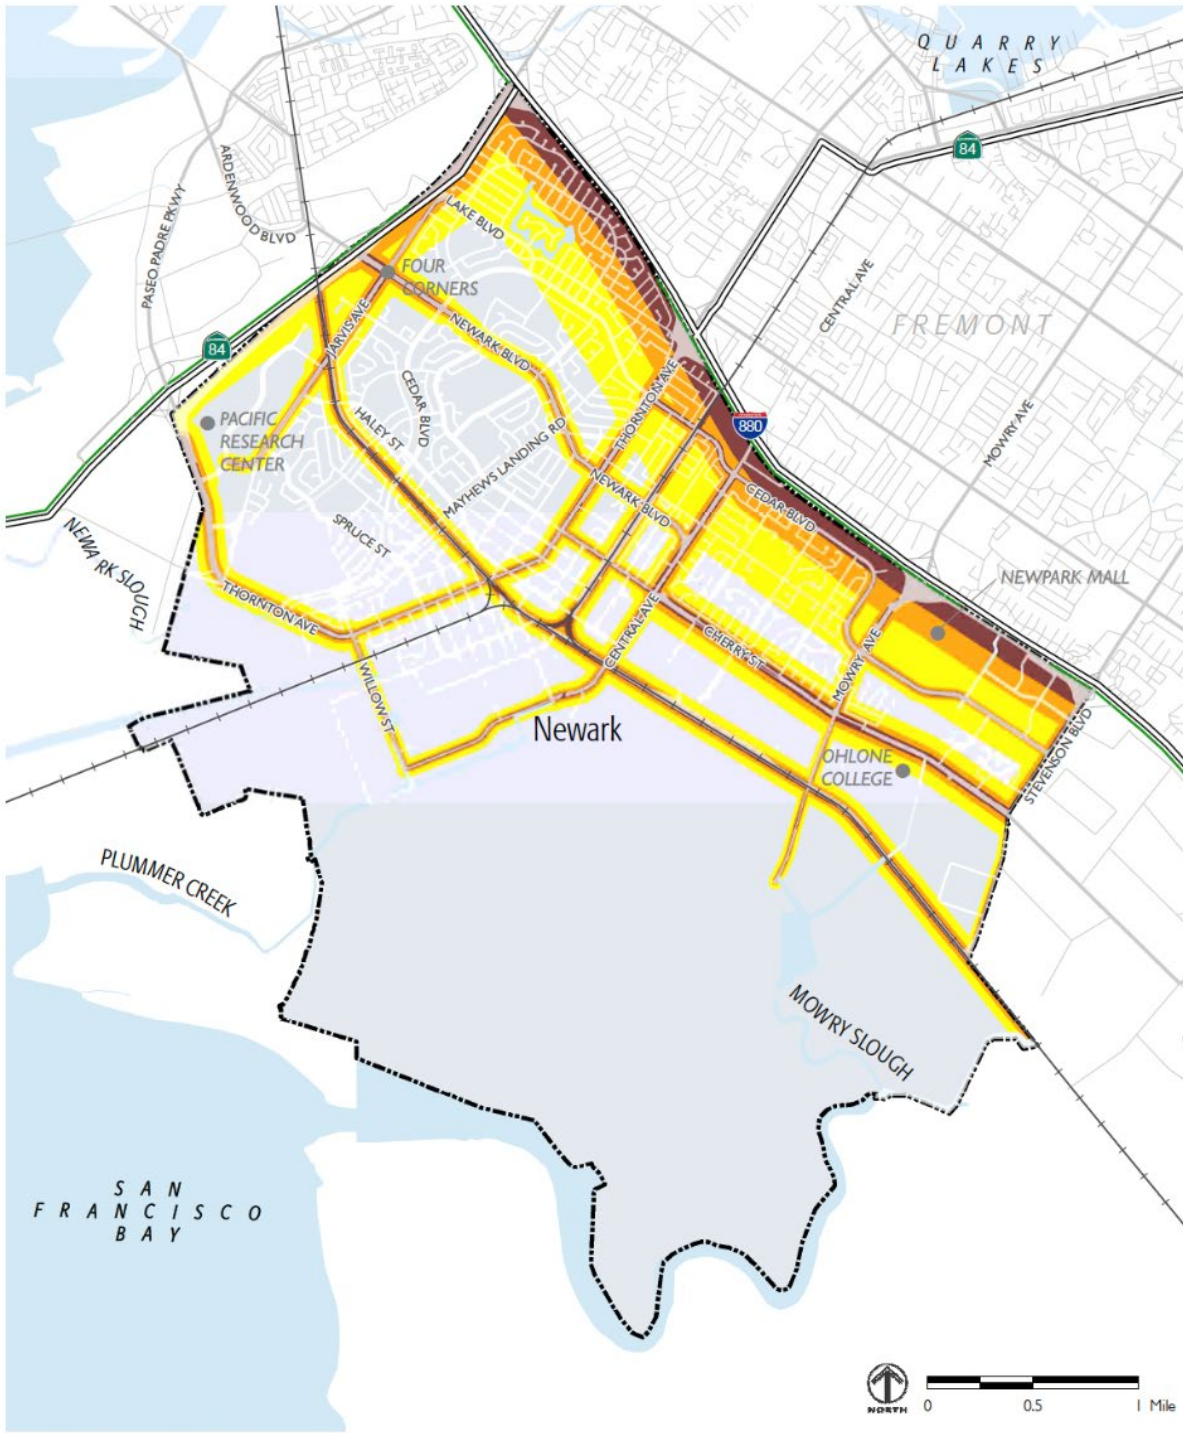 QUARRY
LAKES
84
ARDENWOOD BLVD
PASEO PADRE PKWY
LAKE BLVD
FOUR
CORNERS
CENTRAL AVE
FREMONT
JARVIS AVE
NEWARK BLVD
84
CEDAR BLVD
THORNTON AVE
MOWRY AVE
HALEY ST
880
PACIFIC
RESEARCH
CENTER
MAYHEWS LANDING RD
NEWARK BLVD
CEDAR BLVD
SPRUCE ST
NEWA RK SLOUGH
NEWPARK MALL
THORNTON AVE
CENTRAL AVE
CHERRY ST
MOWRY AVE
WILLOW ST
Newark
STEVENSON BLVD
OHLONE
COLLEGE
PLUMMER CREEK
MOWRY SLOUGH
SAN
FRANCISCO
BAY
NORTH
0 0.5 1 Mile